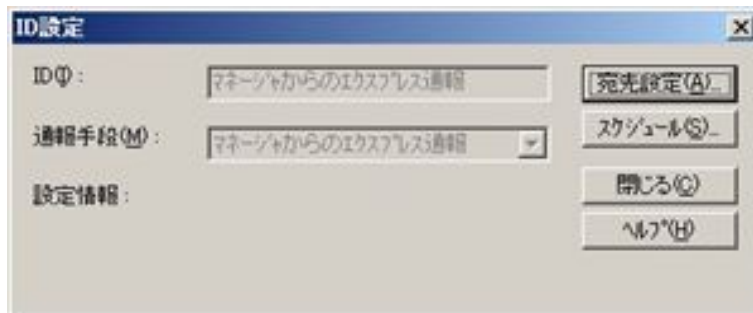 ID設定
ID(I):
マネージャからのエクスプレス通報
宛先設定(A)...
通報手段(M):
マネージャからのエクスプレス通報
スケジュール(S)...
設定情報:
閉じる(C)
ヘルプ(H)